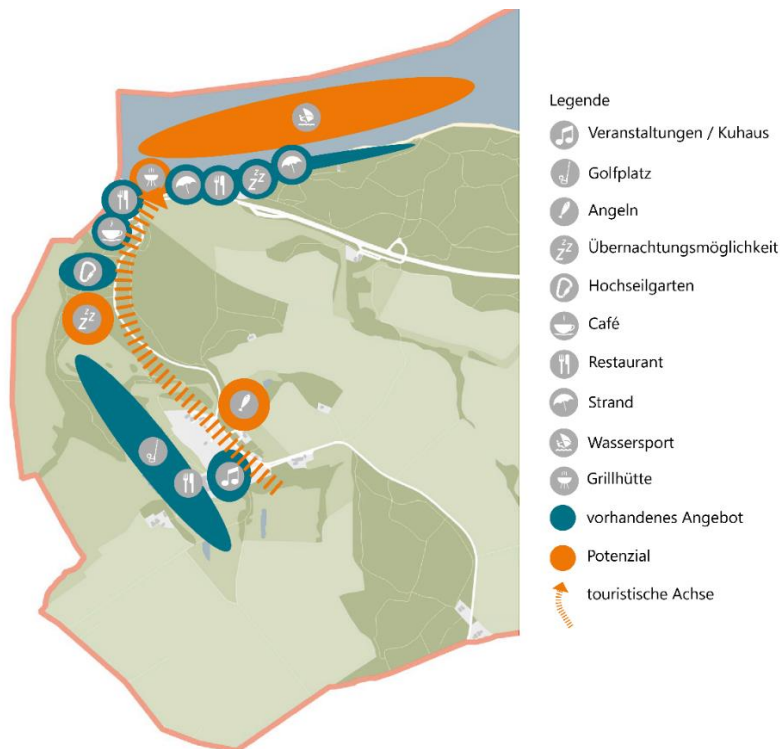 Legende
Veranstaltungen / Kuhaus
Golfplatz
Angeln
Übernachtungsmöglichkeit
Hochseilgarten
Café
Restaurant
Strand
Wassersport
Grillhütte
vorhandenes Angebot
Potenzial
touristische Achse